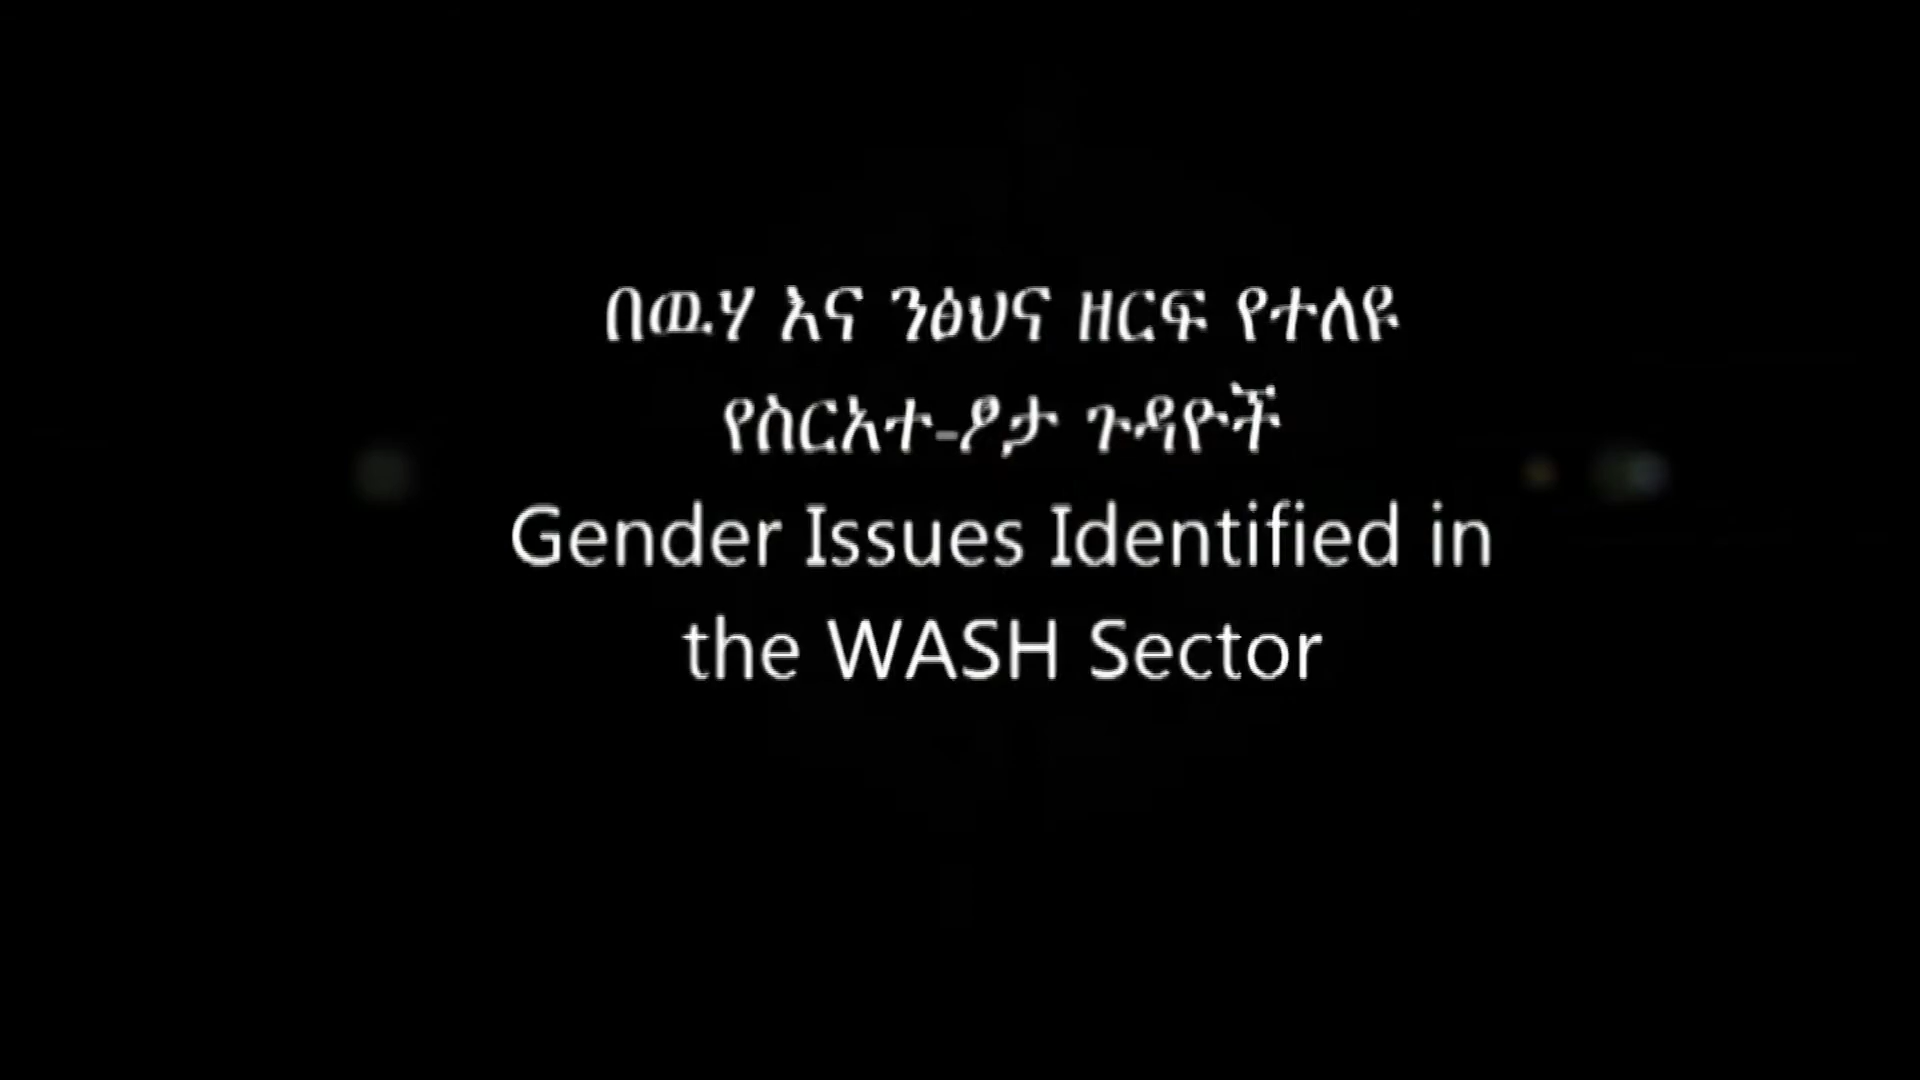 በዉሃ እና ንፅህና ዘርፍ የተለዩ
የስርአተ-ፆታ ጉዳዮች
Gender Issues Identified in
the WASH Sector